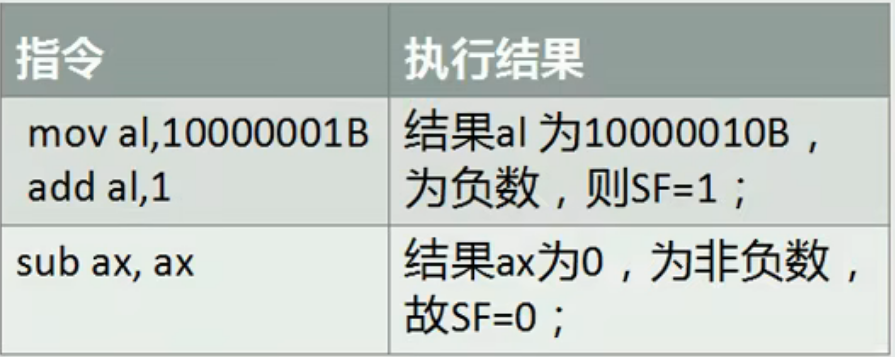 指令
执行结果
mov al,10000001B
add al,1
结果al 为10000010B，
为负数，则SF=1；
sub ax, ax
结果ax为0，为非负数，
故SF=0；